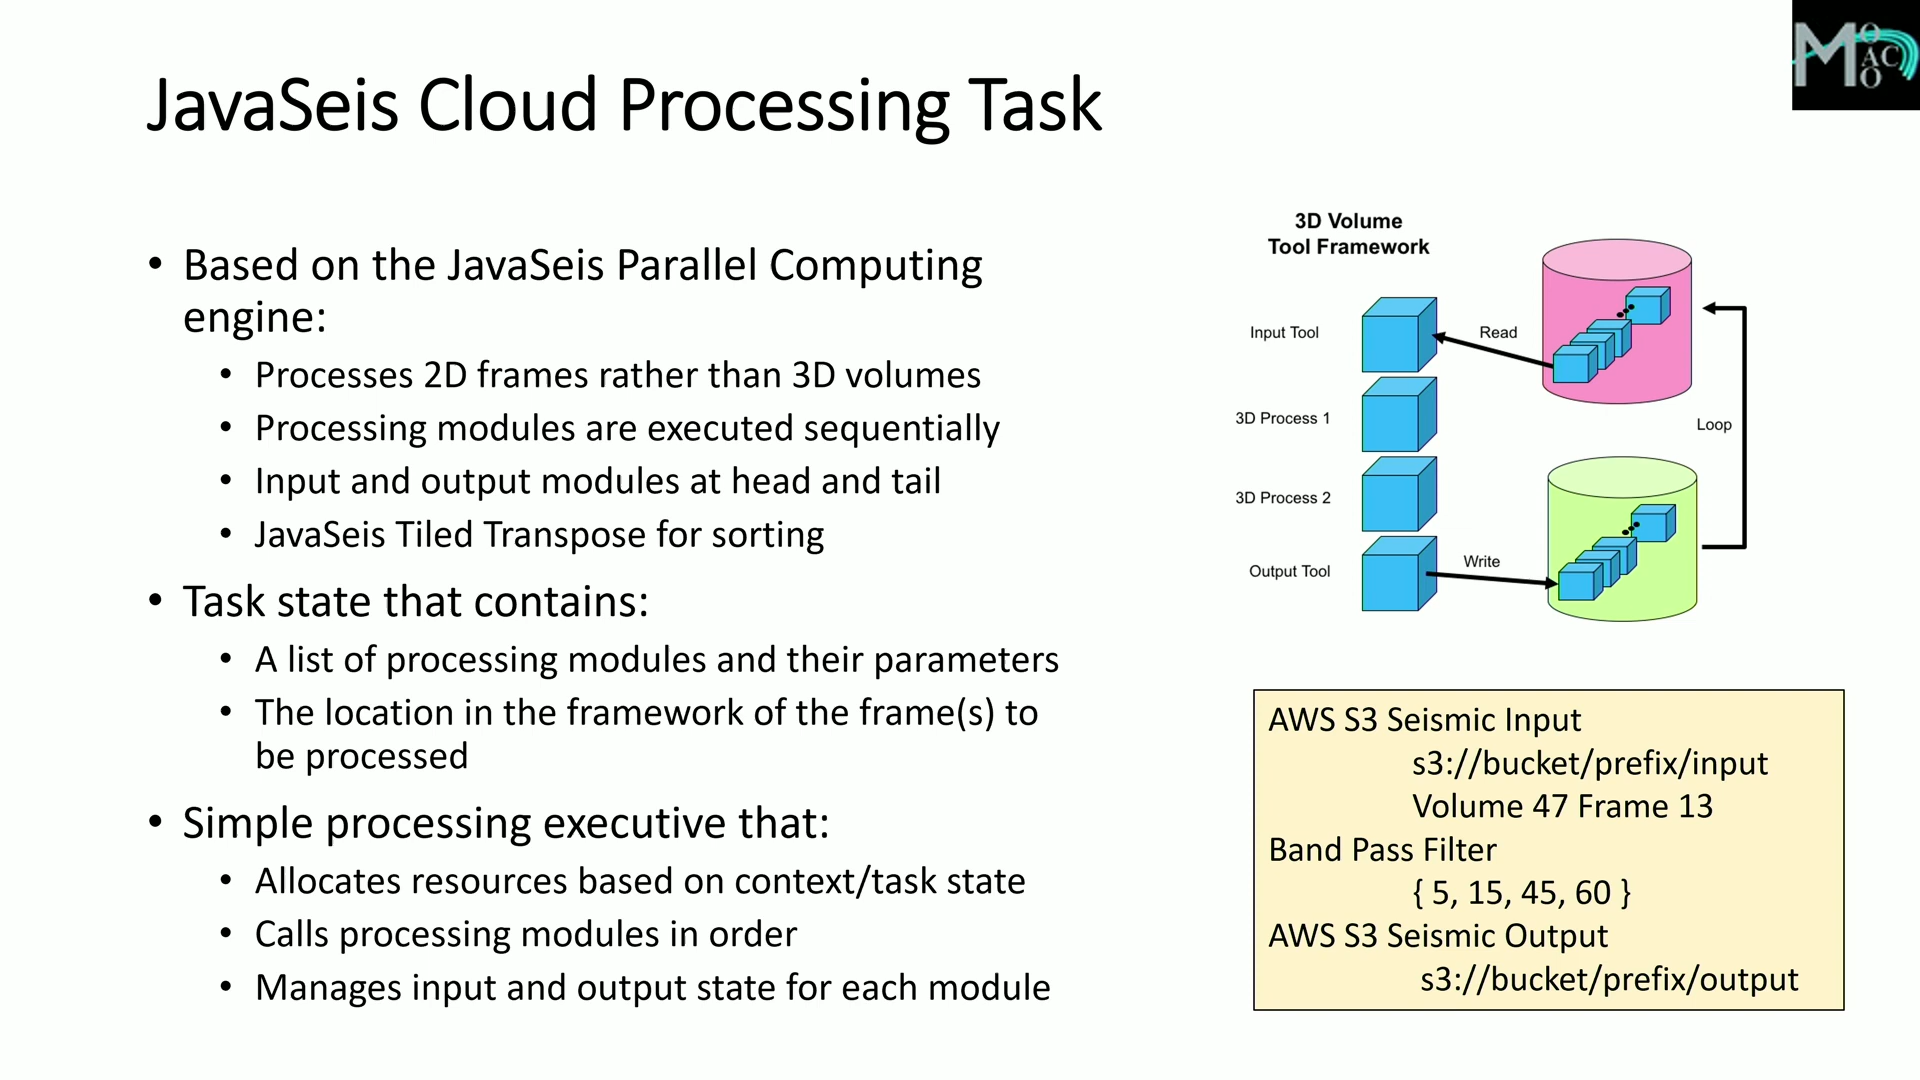 JavaSeis Cloud Processing Task
MOACO
• Based on the JavaSeis Parallel Computing
engine:
• Processes 2D frames rather than 3D volumes
• Processing modules are executed sequentially
• Input and output modules at head and tail
• JavaSeis Tiled Transpose for sorting
• Task state that contains:
• A list of processing modules and their parameters
• The location in the framework of the frame(s) to
be processed
• Simple processing executive that:
• Allocates resources based on context/task state
• Calls processing modules in order
• Manages input and output state for each module
3D Volume
Tool Framework
Input Tool
Read
3D Process 1
Loop
3D Process 2
Output Tool
Write
AWS S3 Seismic Input
s3://bucket/prefix/input
Volume 47 Frame 13
Band Pass Filter
{ 5, 15, 45, 60 }
AWS S3 Seismic Output
s3://bucket/prefix/output